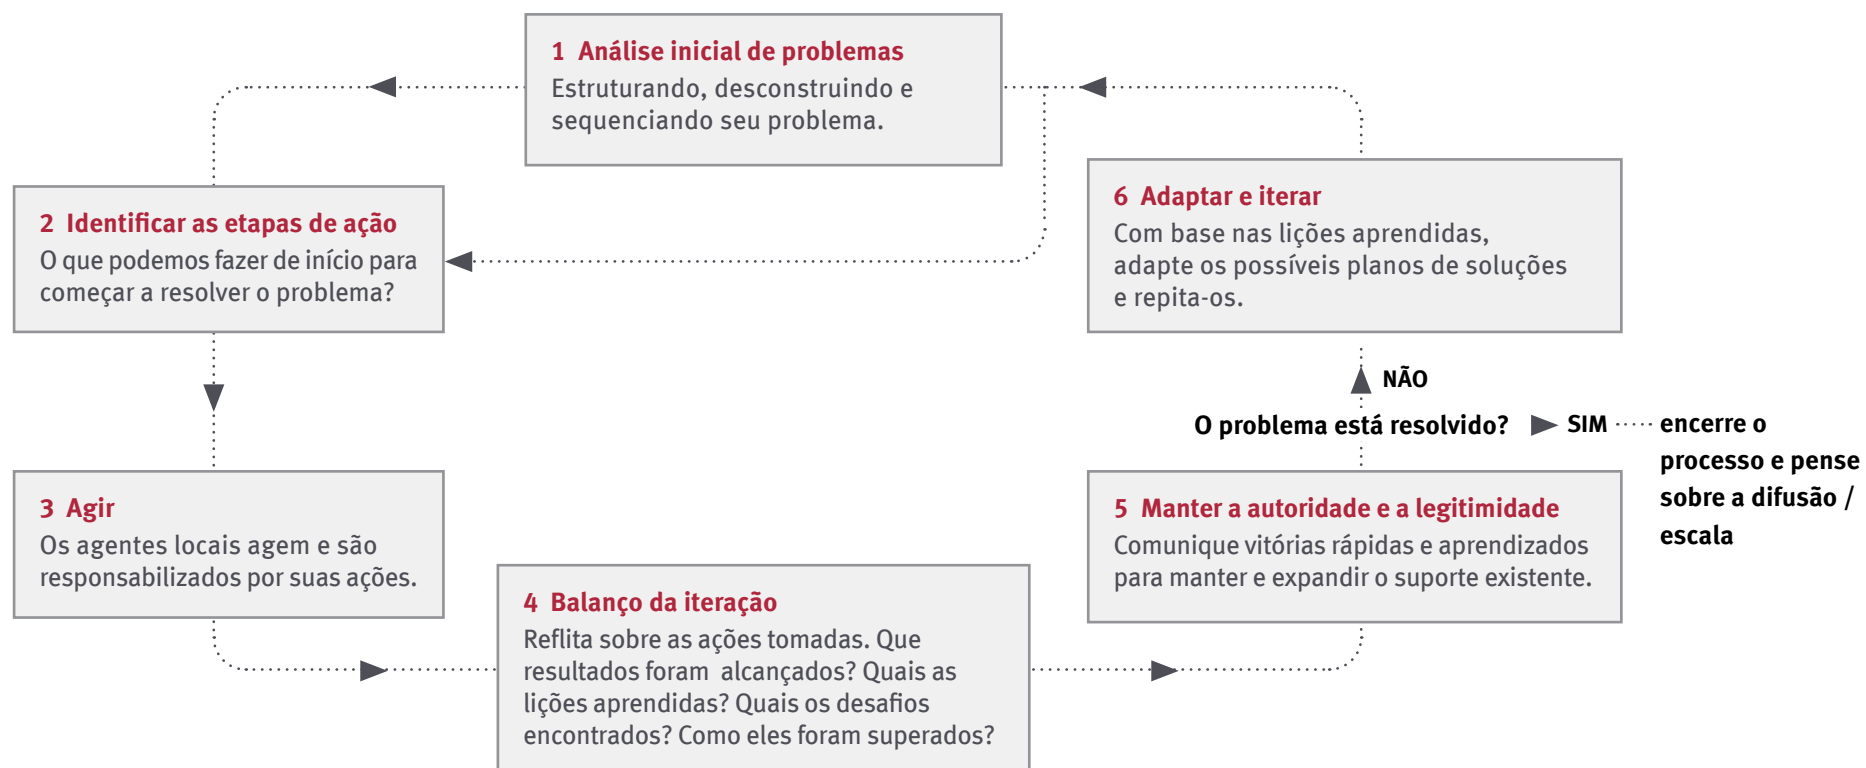 1 Análise inicial de problemas
Estruturando, desconstruindo e
sequenciando seu problema.
2 Identificar as etapas de ação
O que podemos fazer de início para
começar a resolver o problema?
3 Agir
Os agentes locais agem e são
responsabilizados por suas ações.
4 Balanço da iteração
Reflita sobre as ações tomadas. Que
resultados foram alcançados? Quais as
lições aprendidas? Quais os desafios
encontrados? Como eles foram superados?
5 Manter a autoridade e a legitimidade
Comunique vitórias rápidas e aprendizados
para manter e expandir o suporte existente.
O problema está resolvido?
SIM
encerre o
processo e pense
sobre a difusão /
escala
NÃO
6 Adaptar e iterar
Com base nas lições aprendidas,
adapte os possíveis planos de soluções
e repita-os.